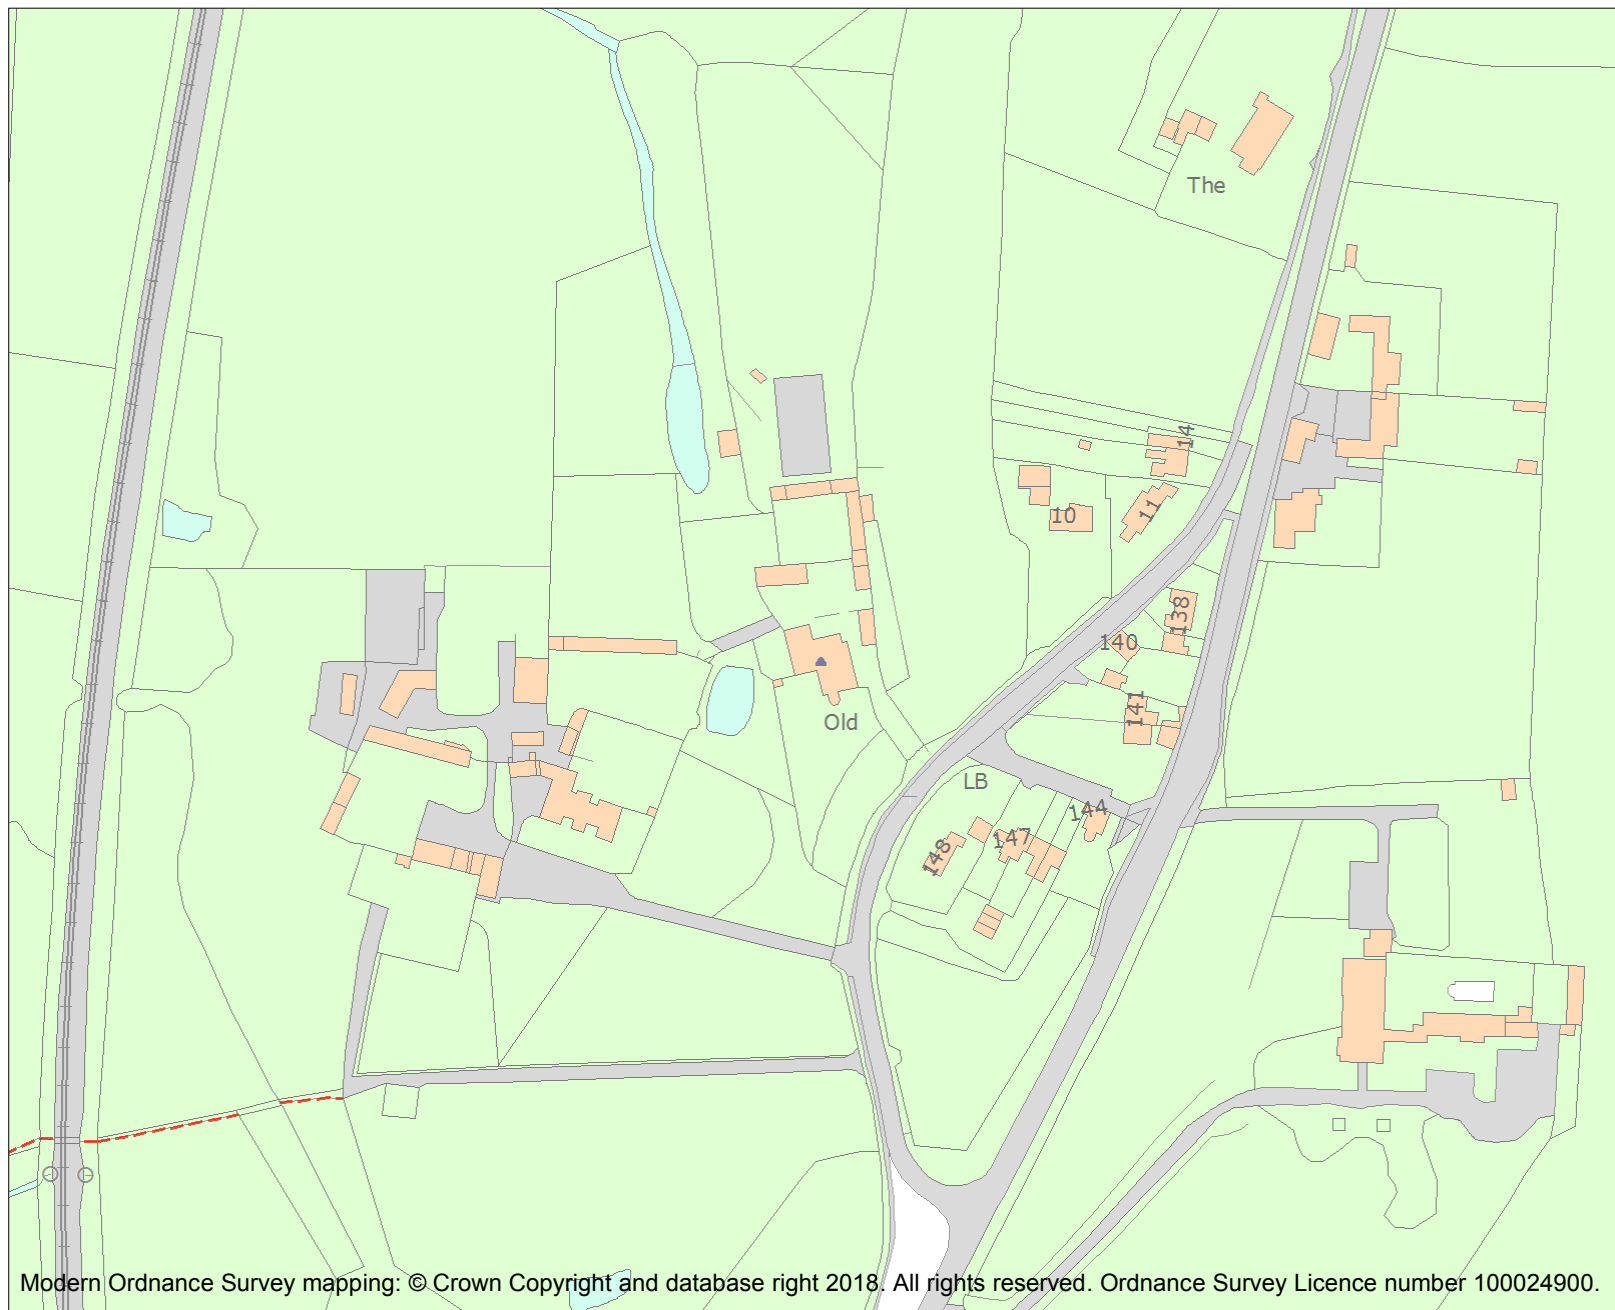 The
14
10
11
138
140
141
Old
LB
144
147
148
Modern Ordnance Survey mapping: © Crown Copyright and database right 2018. All rights reserved. Ordnance Survey Licence number 100024900.